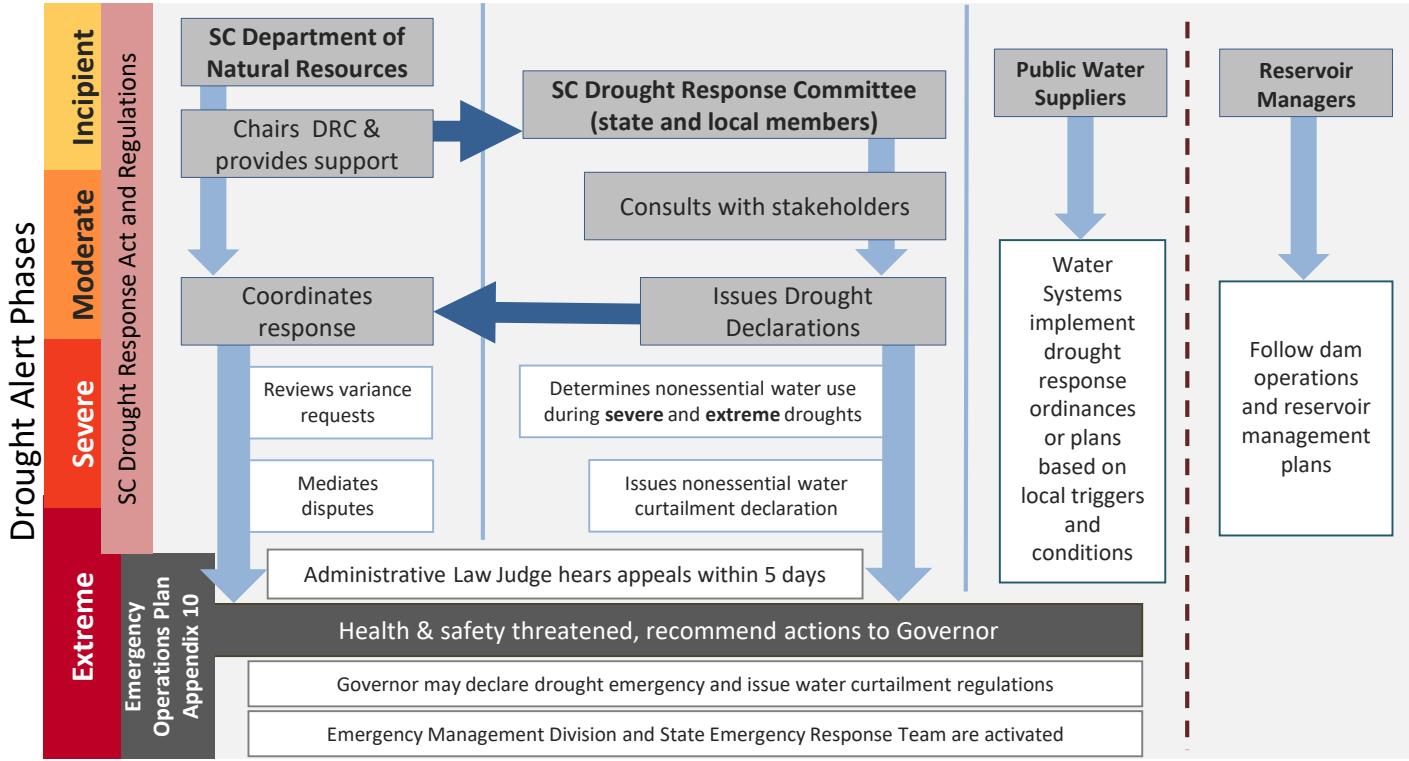 Drought Alert Phases
Incipient
Moderate
Severe
Extreme
SC Drought Response Act and Regulations
Emergency
Operations Plan
Appendix 10
SC Department of
Natural Resources
Chairs DRC &
provides support
Coordinates
response
Reviews variance
requests
Mediates
disputes
SC Drought Response Committee
(state and local members)
Consults with stakeholders
Issues Drought
Declarations
Determines nonessential water use
during severe and extreme droughts
Issues nonessential water
curtailment declaration
Administrative Law Judge hears appeals within 5 days
Health & safety threatened, recommend actions to Governor
Governor may declare drought emergency and issue water curtailment regulations
Emergency Management Division and State Emergency Response Team are activated
Public Water
Suppliers
Water
Systems
implement
drought
response
ordinances
or plans
based on
local triggers
and
conditions
Reservoir
Managers
Follow dam
operations
and reservoir
management
plans